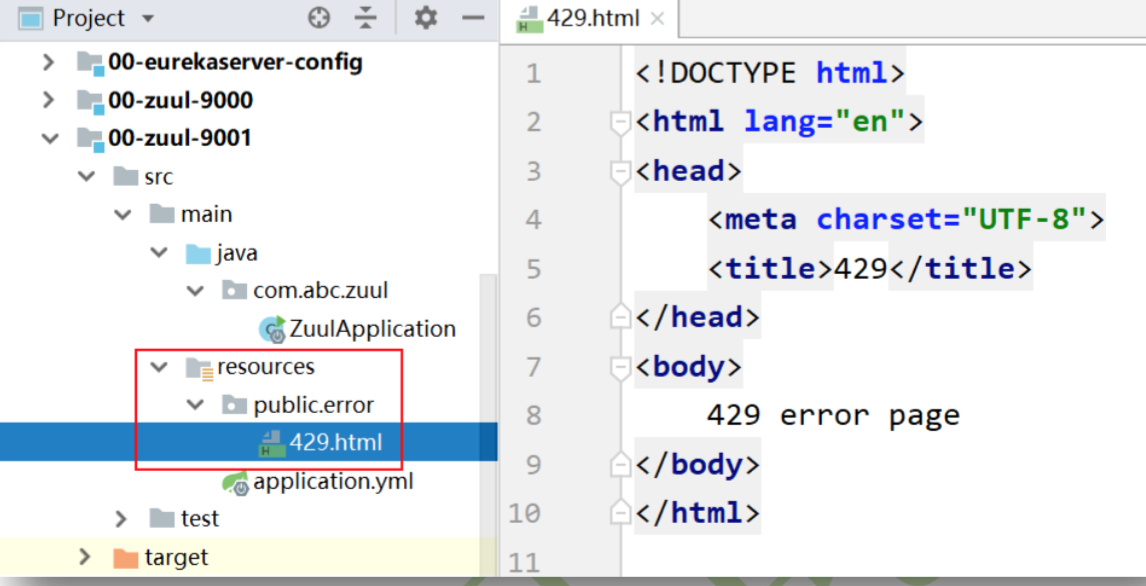 Project
00-eurekaserver-config
00-zuul-9000
00-zuul-9001
src
main
java
com.abc.zuul
ZuulApplication
resources
public.error
429.html
application.yml
test
target
429.html
1 <!DOCTYPE html>
2 <html lang="en">
3 <head>
4 <meta charset="UTF-8">
5 <title>429</title>
6 </head>
7 <body>
8 429 error page
9 </body>
10 </html>
11